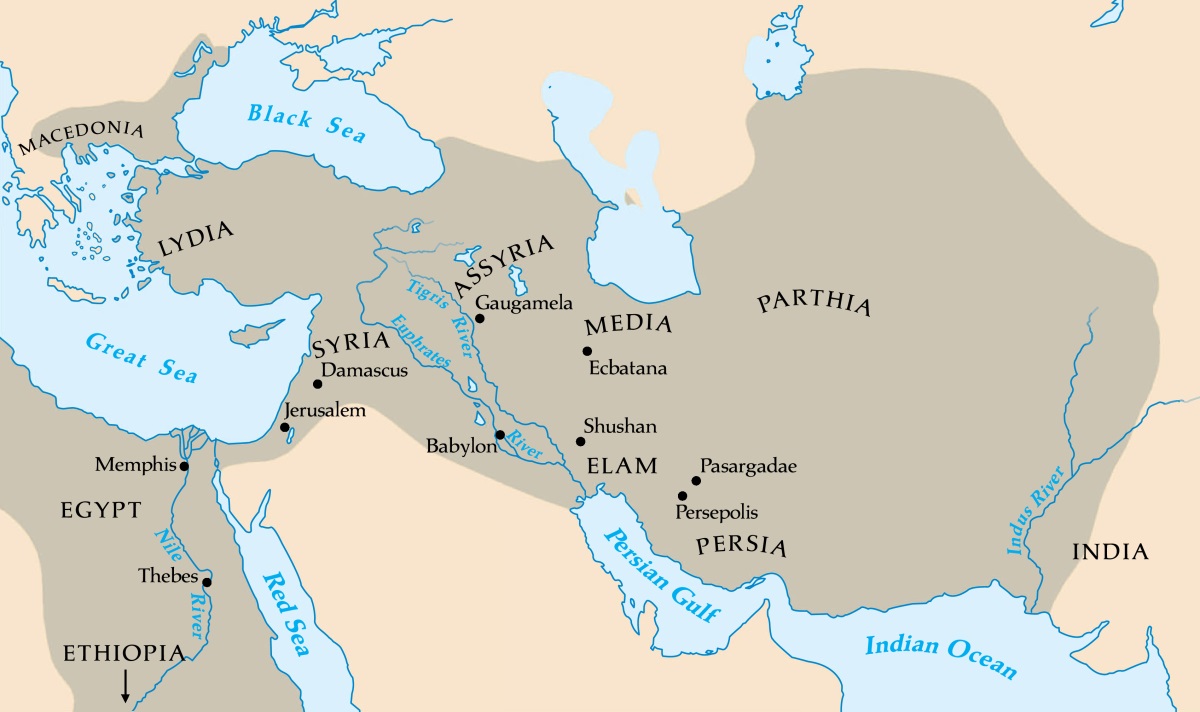 Black Sea
MACEDONIA
LYDIA
ASSYRIA
Tigris River
Gaugamela
PARTHIA
MEDIA
Euphrates River
SYRIA
Great Sea
Ecbatana
Damascus
Jerusalem
Shushan
Babylon
Memphis
ELAM
Pasargadae
EGYPT
Persepolis
Indus River
Nile River
PERSIA
INDIA
Persian Gulf
Thebes
Red Sea
Indian Ocean
ETHIOPIA